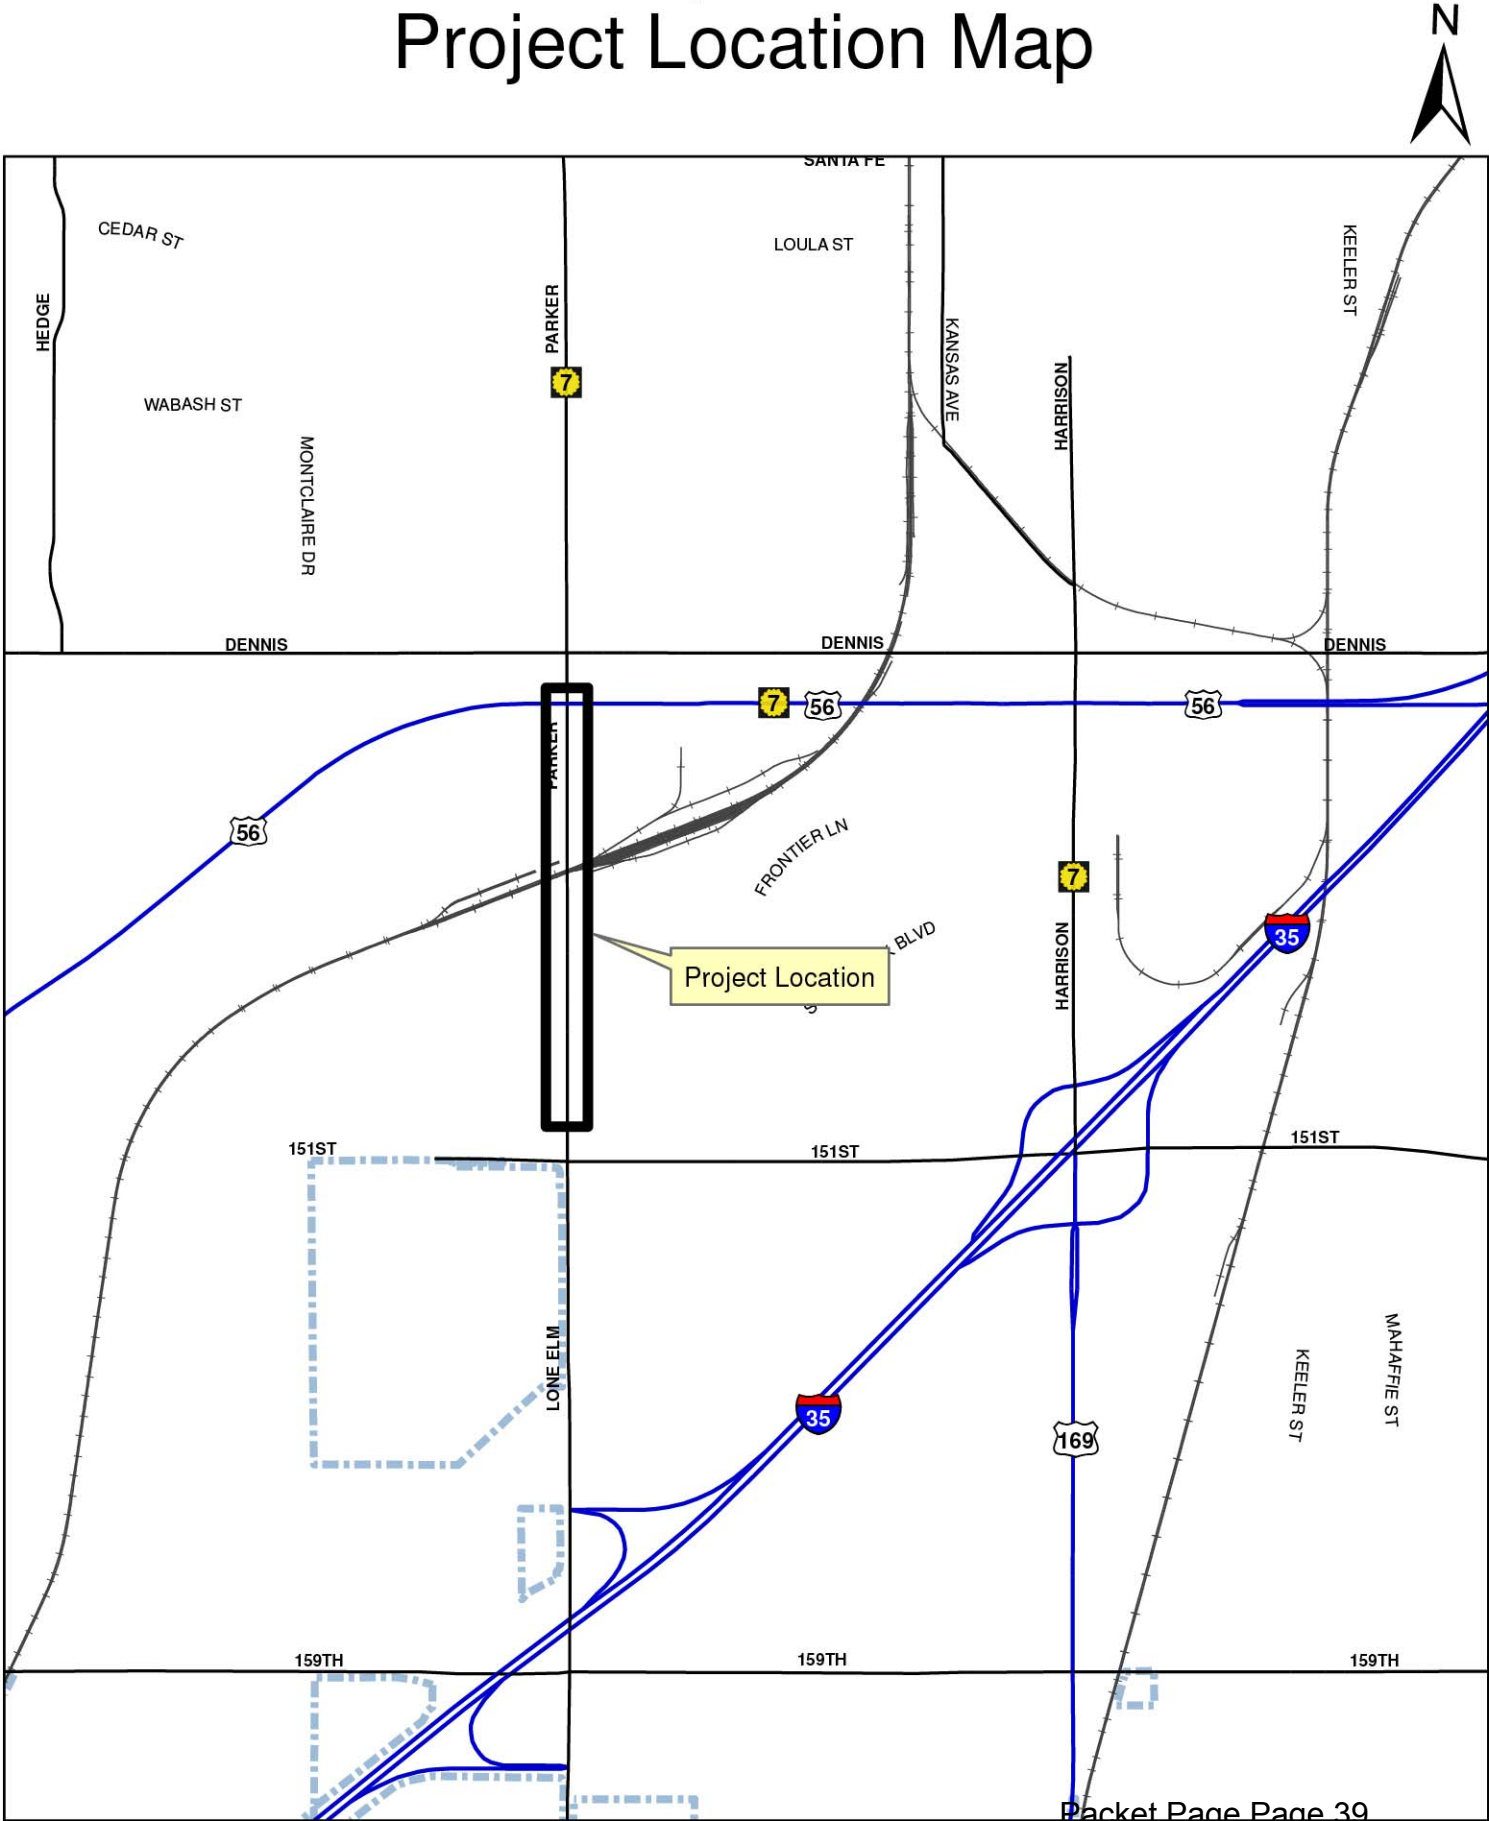 Project Location Map
N
SANTA FE
CEDAR ST
LOULA ST
KEELER ST
HEDGE
PARKER
KANSAS AVE
HARRISON
7
WABASH ST
MONTCLAIRE DR
DENNIS
DENNIS
DENNIS
7
56
56
PARKER
56
FRONTIER LN
7
BLVD
35
HARRISON
Project Location
151ST
151ST
151ST
LONE ELM
MAHAFFIE ST
KEELER ST
35
169
159TH
159TH
159TH
Packet Page Page 39